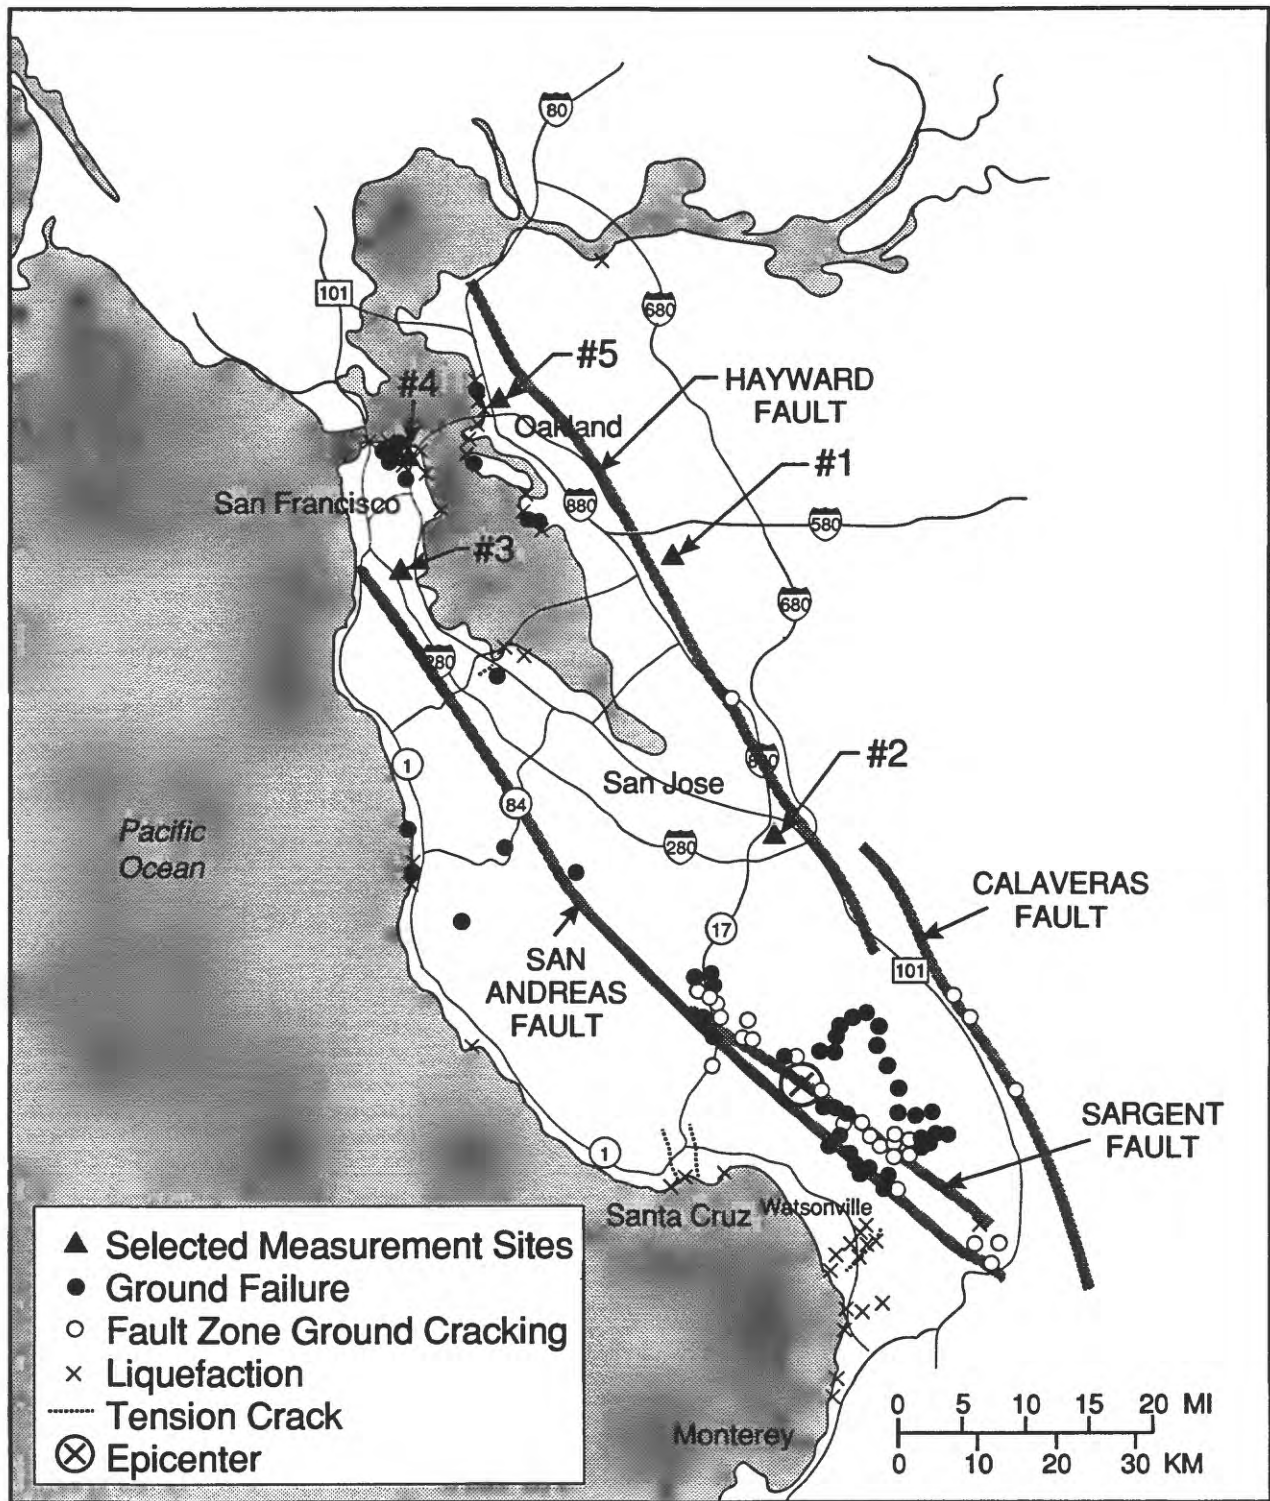 80
101
680
#5
#4
HAYWARD
FAULT
Oakland
#1
San Francisco
880
580
#3
680
280
#2
1
San Jose
84
Pacific
Ocean
280
CALAVERAS
FAULT
17
SAN
ANDREAS
FAULT
101
SARGENT
FAULT
1
Santa Cruz
Watsonville
Selected Measurement Sites
Ground Failure
Fault Zone Ground Cracking
Liquefaction
Tension Crack
Epicenter
Monterey
0 5 10 15 20 MI
0 10 20 30 KM